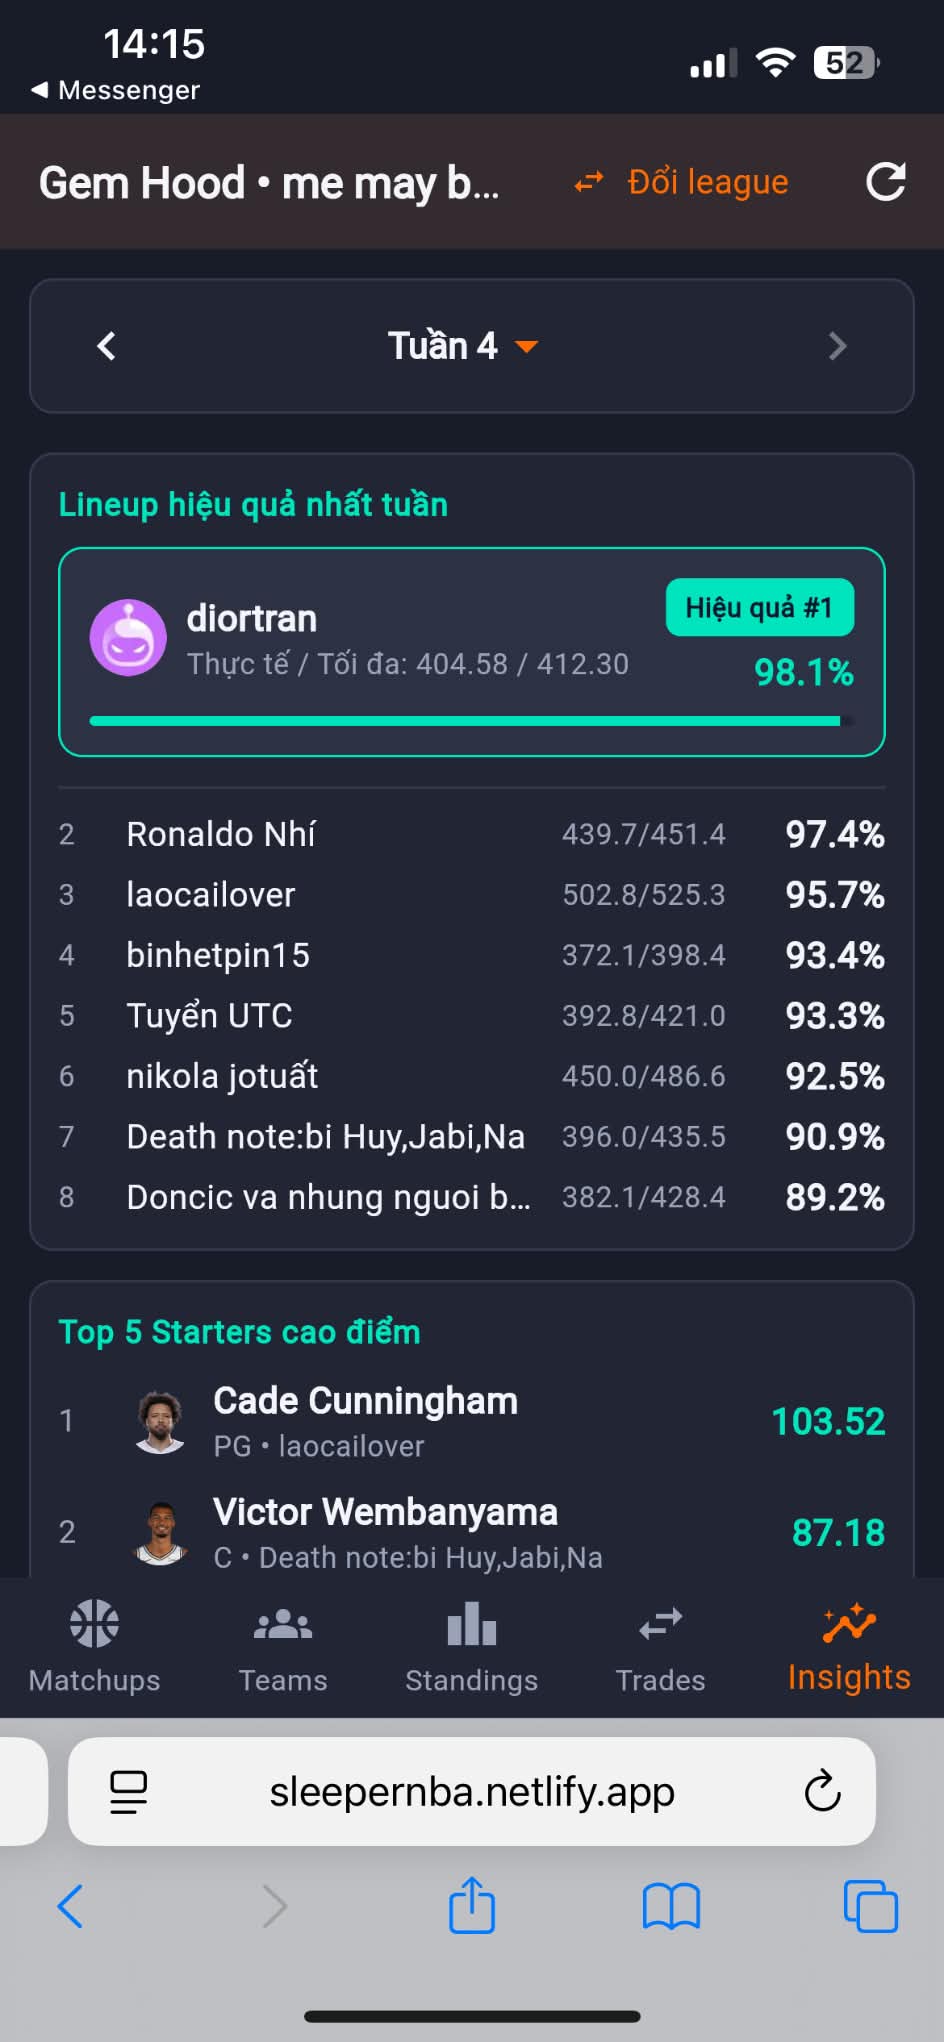 14:15
52
◀ Messenger
Gem Hood • me may b...
Đổi league
Tuần 4
Lineup hiệu quả nhất tuần
diortran
Hiệu quả #1
Thực tế / Tối đa: 404.58 / 412.30
98.1%
2 Ronaldo Nhí 439.7/451.4 97.4%
3 laocailover 502.8/525.3 95.7%
4 binhetpin15 372.1/398.4 93.4%
5 Tuyển UTC 392.8/421.0 93.3%
6 nikola jotuất 450.0/486.6 92.5%
7 Death note:bi Huy,Jabi,Na 396.0/435.5 90.9%
8 Doncic va nhung nguoi b... 382.1/428.4 89.2%
Top 5 Starters cao điểm
1 Cade Cunningham 103.52
PG • laocailover
2 Victor Wembanyama 87.18
C • Death note:bi Huy,Jabi,Na
Matchups Teams Standings Trades Insights
sleepernba.netlify.app